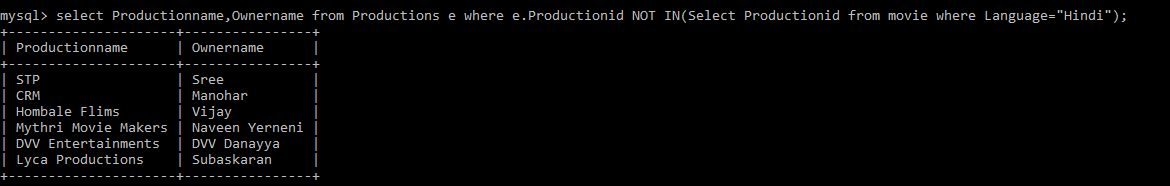 mysql> select Productionname,Ownername from Productions e where e.Productionid NOT IN(Select Productionid from movie where Language="Hindi");
+---------------------+----------------+
| Productionname      | Ownername      |
+---------------------+----------------+
| STP                 | Sree           |
| CRM                 | Manohar        |
| Hombale Flims       | Vijay          |
| Mythri Movie Makers | Naveen Yerneni |
| DVV Entertainments  | DVV Danayya    |
| Lyca Productions    | Subaskaran     |
+---------------------+----------------+